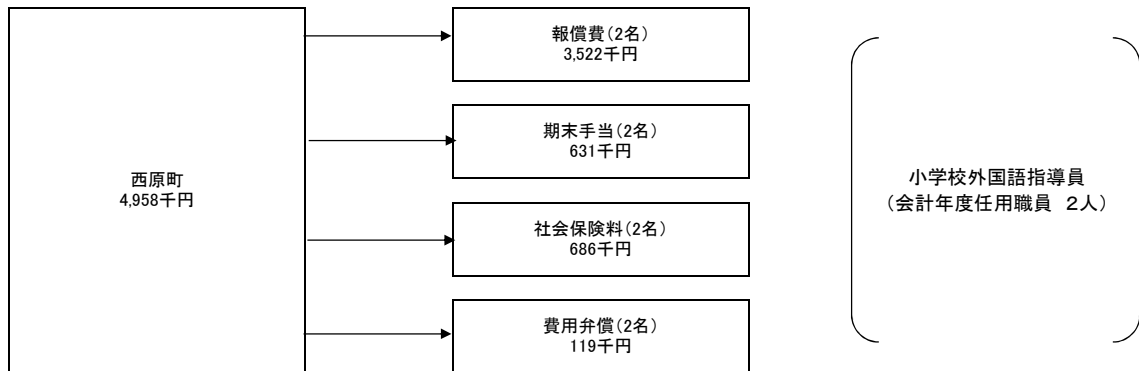 西原町
4,958千円
報償費(2名)
3,522千円
期末手当(2名)
631千円
社会保険料(2名)
686千円
費用弁償(2名)
119千円
小学校外国語指導員
(会計年度任用職員 2人)